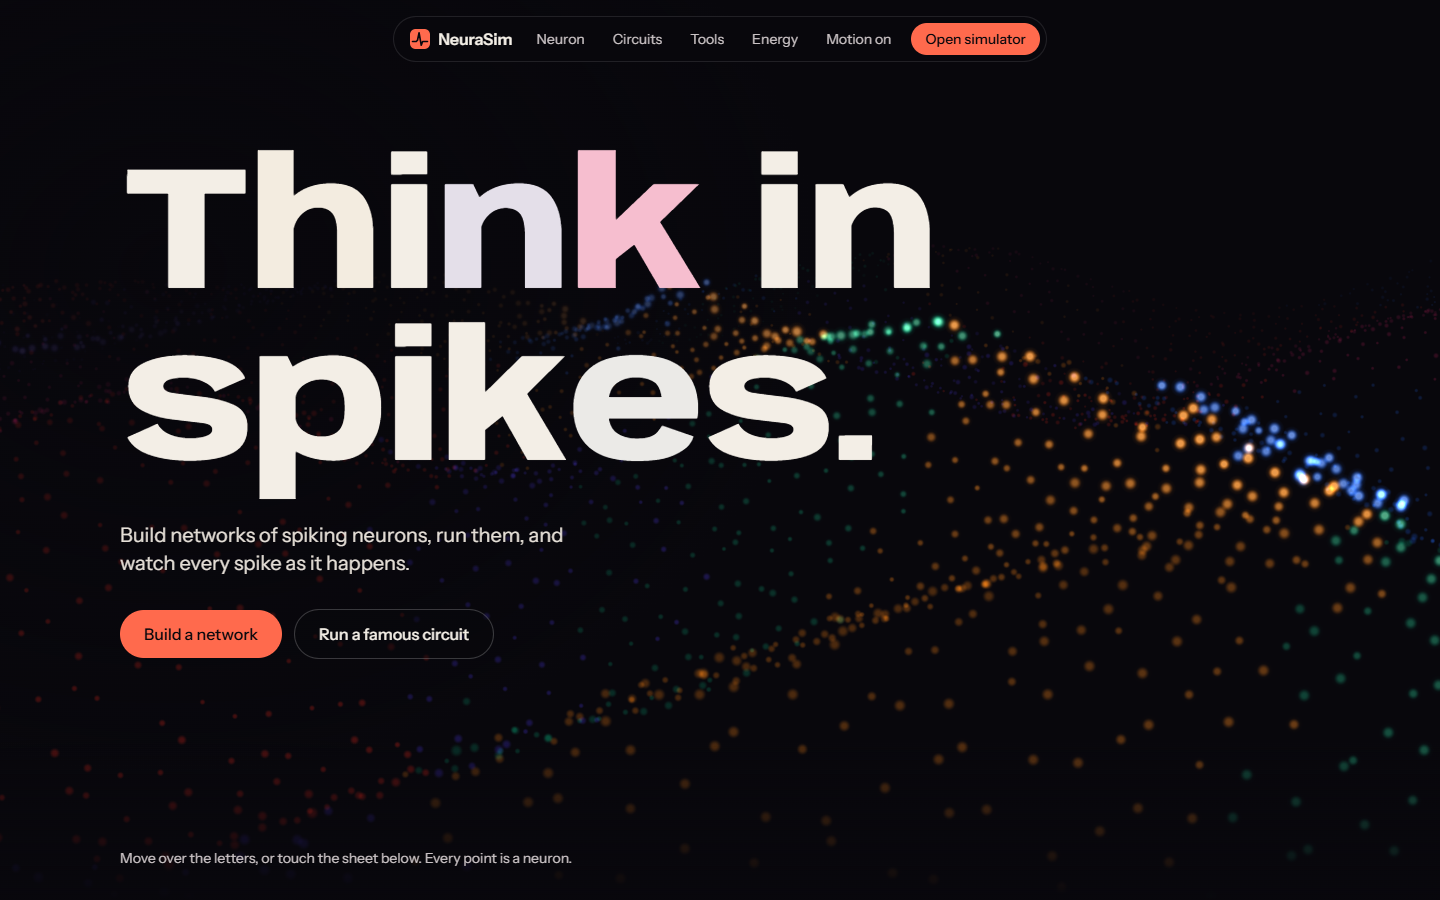 NeuraSim Neuron Circuits Tools Energy Motion on Open simulator
Think in
spikes.
Build networks of spiking neurons, run them, and
watch every spike as it happens.
Build a network Run a famous circuit
Move over the letters, or touch the sheet below. Every point is a neuron.